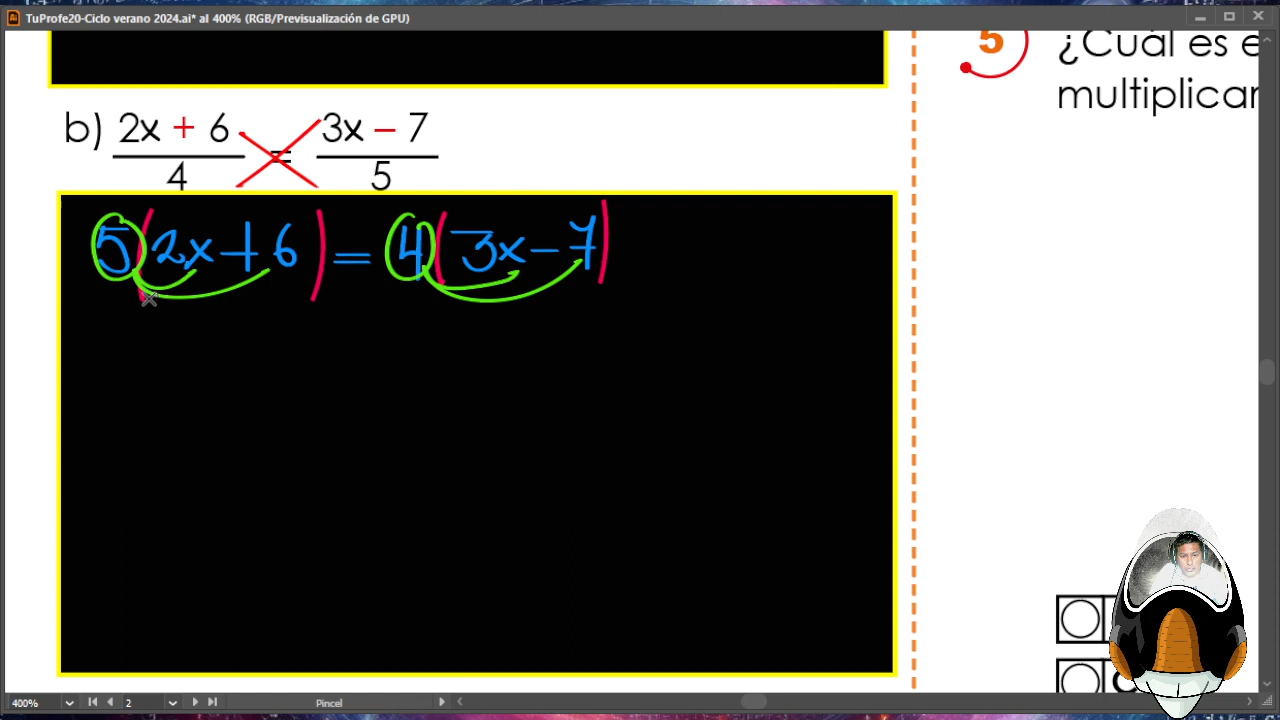 TuProfe20-Ciclo verano 2024.ai* al 400% (RGB/Previsualización de GPU)
b) 2x + 6 / 4 = 3x – 7 / 5
5(2x+6) = 4(3x-7)
5
¿Cuál es e
multiplicar
400%
2
Pincel